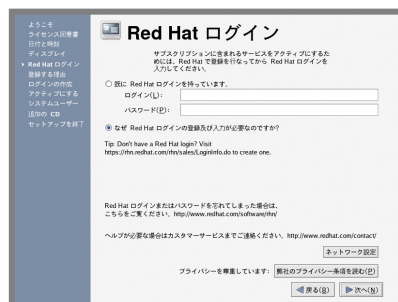 ようこそ
ライセンス同意書
日付と時刻
ディスプレイ
Red Hat ログイン
登録する理由
ログインの作成
アクティブにする
システムユーザー
追加の CD
セットアップを終了
Red Hat ログイン
サブスクリプションに含まれるサービスをアクティブにするた
めには、Red Hat で登録を行なってから Red Hat ログインを
入力してください。
既に Red Hat ログインを持っています。
ログイン(L):
パスワード(P):
なぜ Red Hat ログインの登録及び入力が必要なのですか?
Tip: Don't have a Red Hat login? Visit
https://rhn.redhat.com/rhn/sales/LoginInfo.do to create one.
Red Hat ログインまたはパスワードを忘れてしまった場合は、
こちらをご覧ください, http://www.redhat.com/software/rhn/
ヘルプが必要な場合はカスタマーサービスまでご連絡ください, http://www.redhat.com/contact/
ネットワーク設定
プライバシーを尊重しています:
弊社のプライバシー条項を読む(P)
戻る(B)
次へ(N)